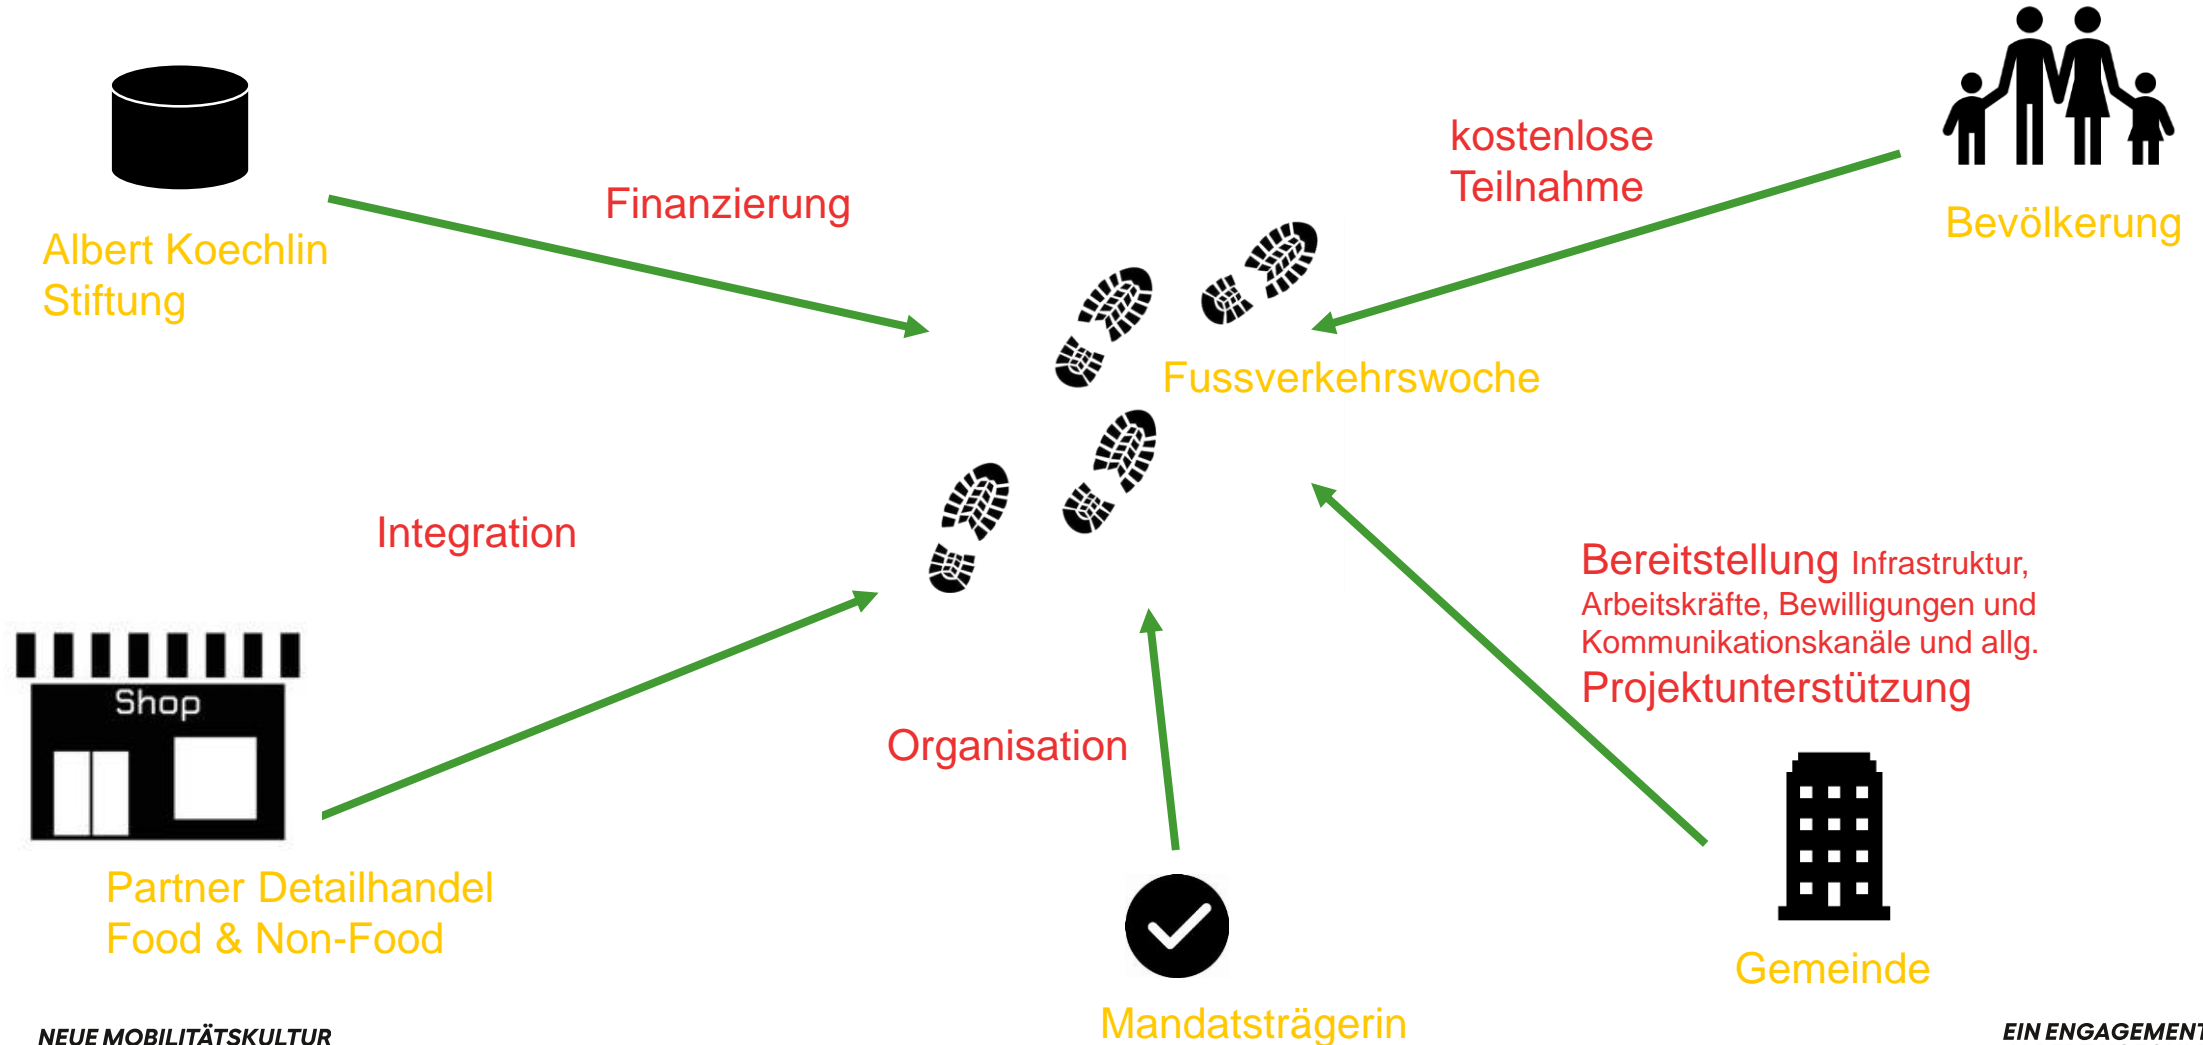 kostenlose
Teilnahme
Finanzierung
Albert Koechlin
Stiftung
Bevölkerung
Fussverkehrswoche
Integration
Bereitstellung Infrastruktur,
Arbeitskräfte, Bewilligungen und
Kommunikationskanäle und allg.
Projektunterstützung
Shop
Organisation
Partner Detailhandel
Food & Non-Food
Gemeinde
Mandatsträgerin
NEUE MOBILITÄTSKULTUR
EIN ENGAGEMENT